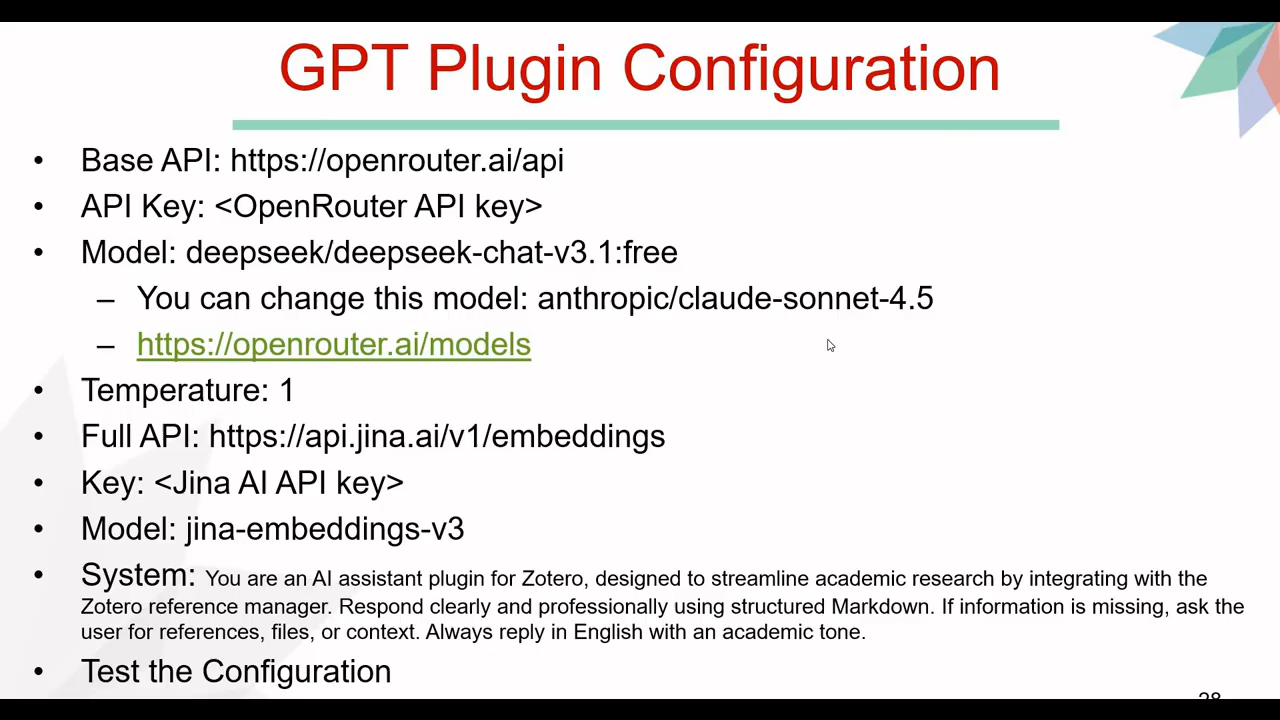 GPT Plugin Configuration
• Base API: https://openrouter.ai/api
• API Key: <OpenRouter API key>
• Model: deepseek/deepseek-chat-v3.1:free
– You can change this model: anthropic/claude-sonnet-4.5
– https://openrouter.ai/models
• Temperature: 1
• Full API: https://api.jina.ai/v1/embeddings
• Key: <Jina AI API key>
• Model: jina-embeddings-v3
• System: You are an AI assistant plugin for Zotero, designed to streamline academic research by integrating with the
Zotero reference manager. Respond clearly and professionally using structured Markdown. If information is missing, ask the
user for references, files, or context. Always reply in English with an academic tone.
• Test the Configuration